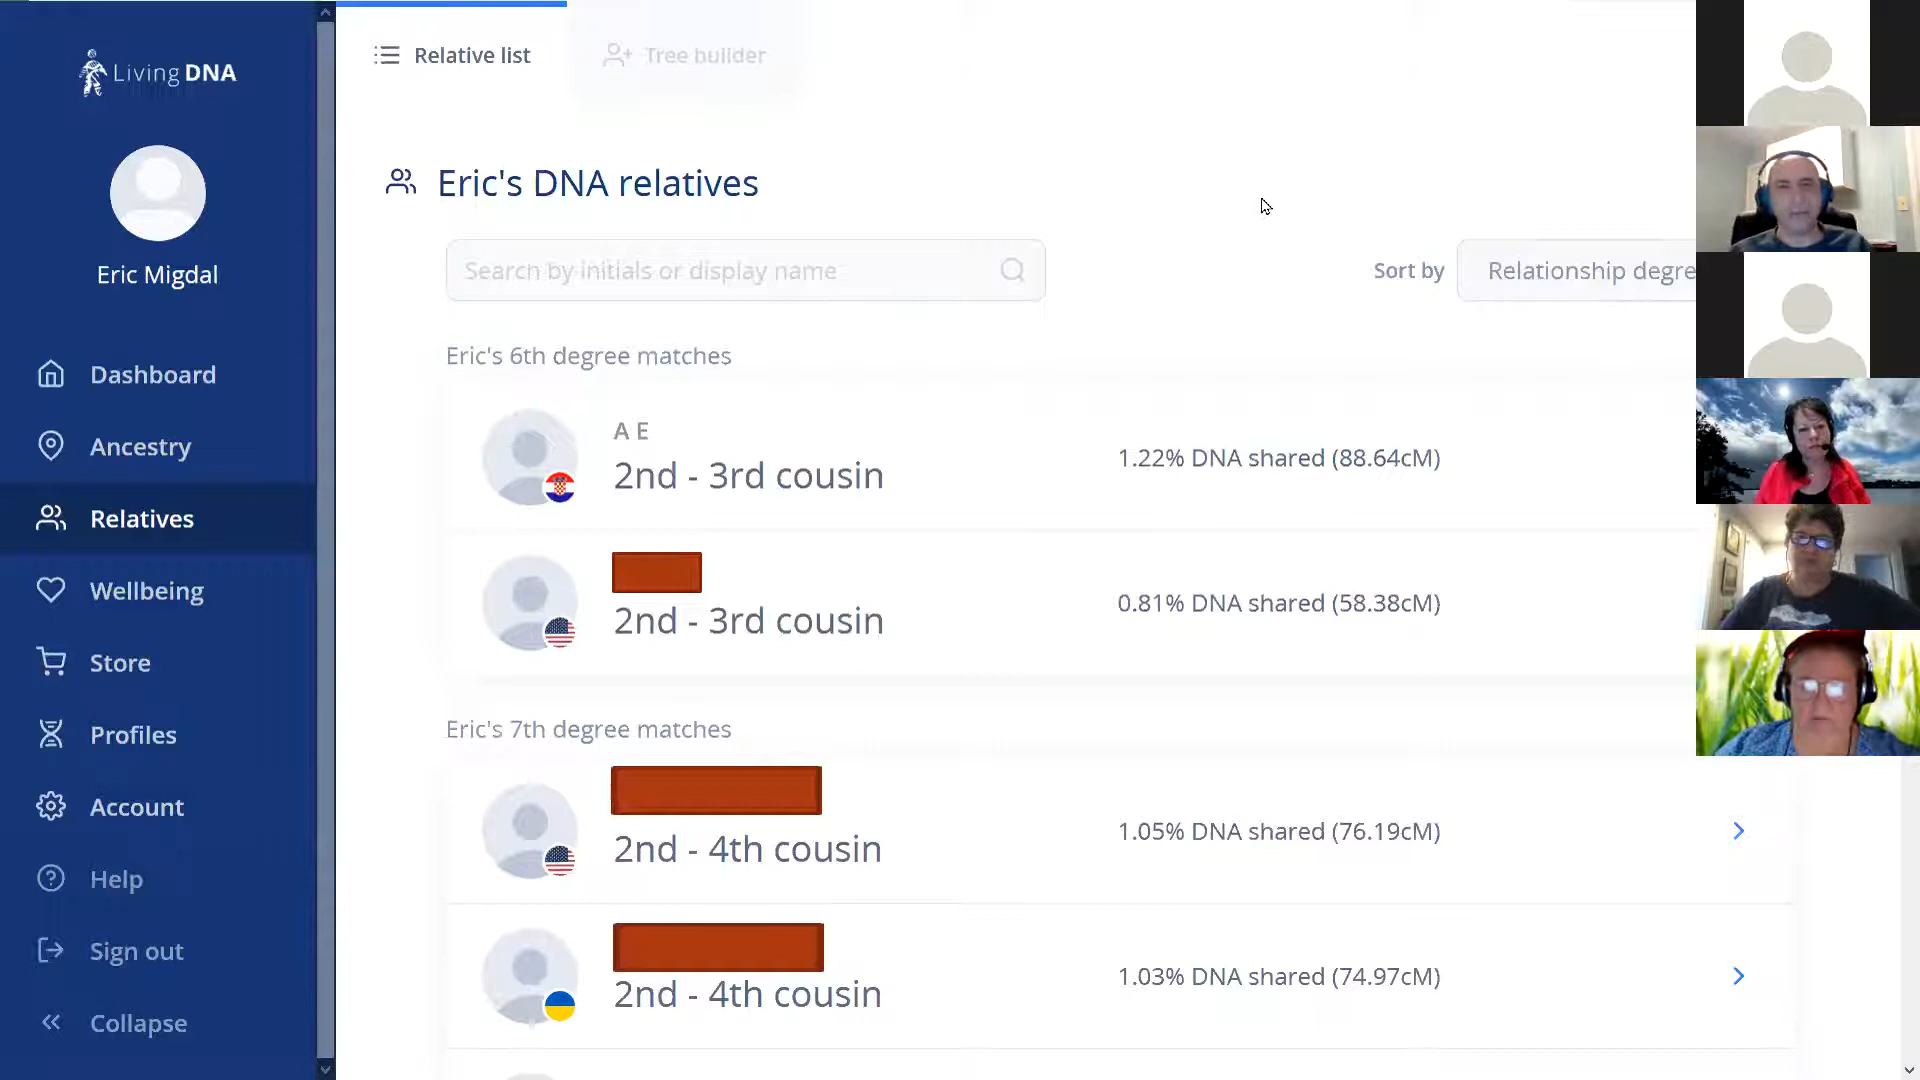 Living DNA
Eric Migdal
Dashboard
Ancestry
Relatives
Wellbeing
Store
Profiles
Account
Help
Sign out
Collapse
Relative list
Tree builder
Eric's DNA relatives
Search by initials or display name
Sort by
Relationship degre
Eric's 6th degree matches
A E
2nd - 3rd cousin
1.22% DNA shared (88.64cM)
2nd - 3rd cousin
0.81% DNA shared (58.38cM)
Eric's 7th degree matches
2nd - 4th cousin
1.05% DNA shared (76.19cM)
2nd - 4th cousin
1.03% DNA shared (74.97cM)